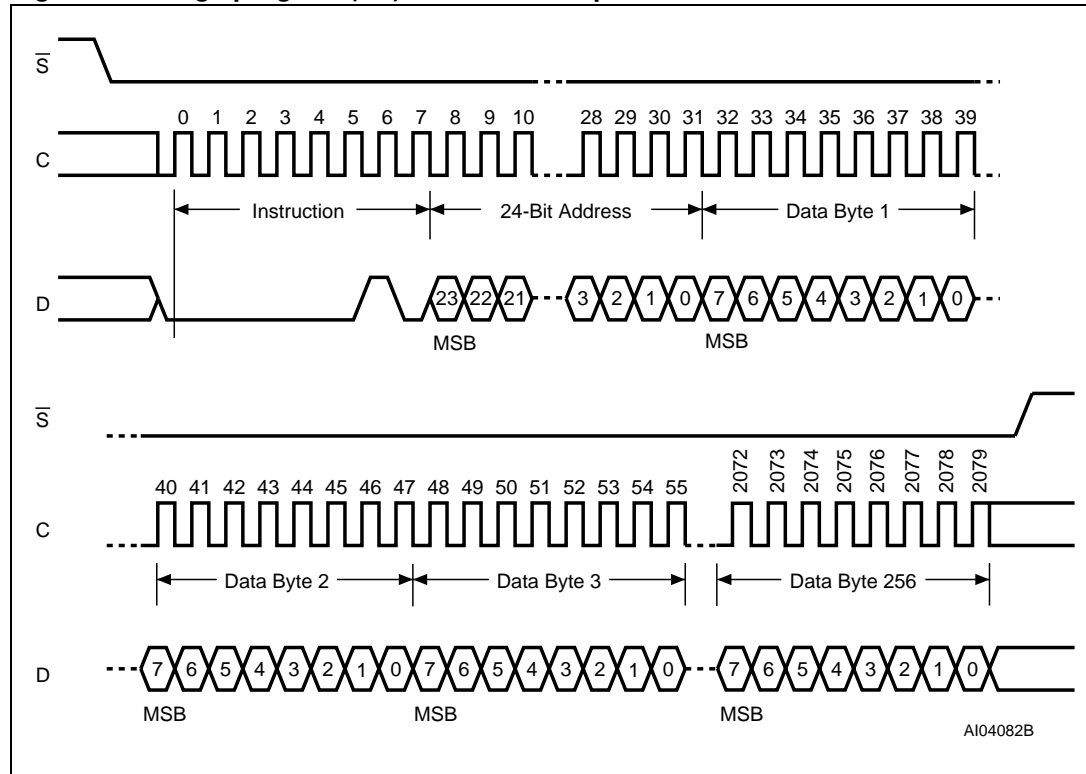 S
0 1 2 3 4 5 6 7 8 9 10 28 29 30 31 32 33 34 35 36 37 38 39
C
Instruction 24-Bit Address Data Byte 1
D
23 22 21 3 2 1 0 7 6 5 4 3 2 1 0
MSB MSB
S
2072 2073 2074 2075 2076 2077 2078 2079
40 41 42 43 44 45 46 47 48 49 50 51 52 53 54 55
C
Data Byte 2 Data Byte 3 Data Byte 256
D
7 6 5 4 3 2 1 0 7 6 5 4 3 2 1 0 7 6 5 4 3 2 1 0
MSB MSB MSB
AI04082B